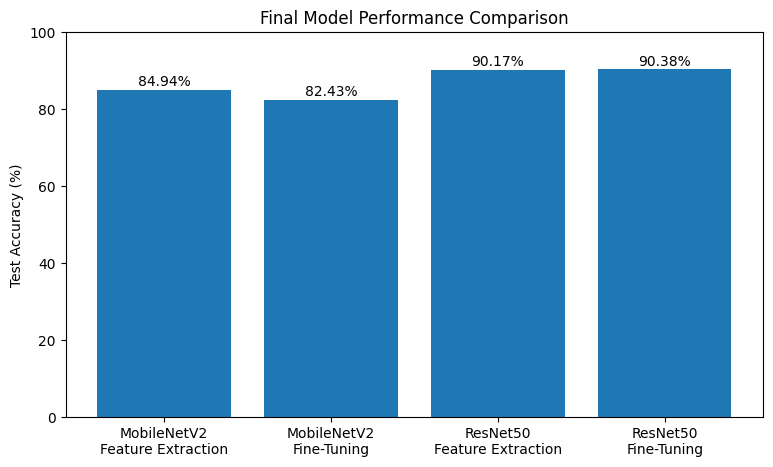 Final Model Performance Comparison
Test Accuracy (%)
100
80
60
40
20
0
84.94%
82.43%
90.17%
90.38%
MobileNetV2
Feature Extraction
MobileNetV2
Fine-Tuning
ResNet50
Feature Extraction
ResNet50
Fine-Tuning